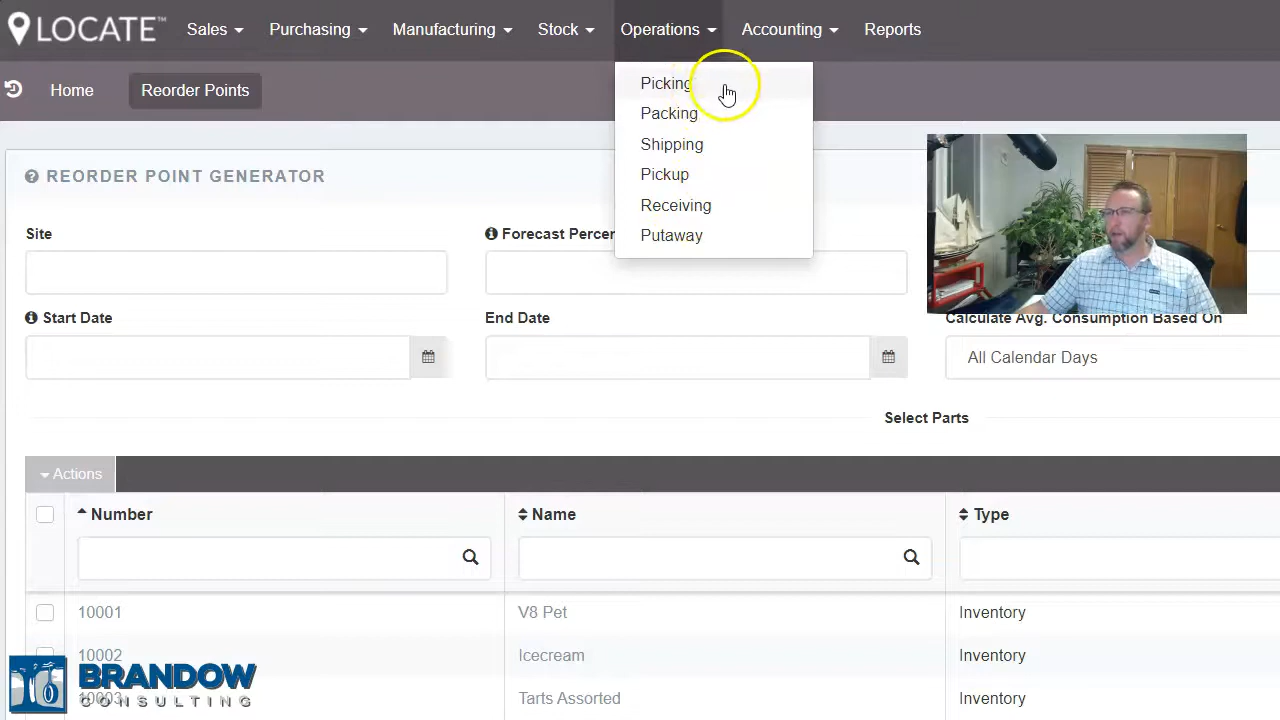 LOCATE™ Sales Purchasing Manufacturing Stock Operations Accounting Reports
Home Reorder Points
Picking
Packing
Shipping
Pickup
Receiving
Putaway
REORDER POINT GENERATOR
Site Forecast Percen
Start Date End Date Calculate Avg. Consumption Based On
All Calendar Days
Select Parts
Actions
Number Name Type
10001 V8 Pet Inventory
10002 Icecream Inventory
10003 Tarts Assorted Inventory
BRANDOW
CONSULTING